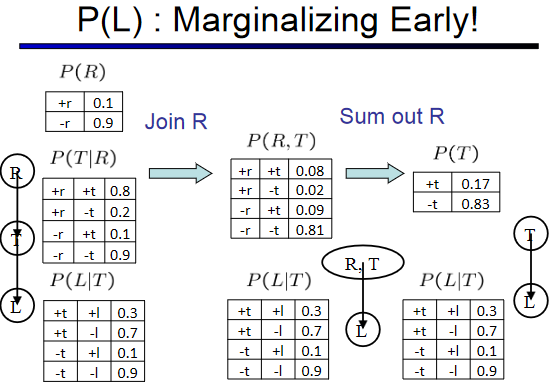 P(L) : Marginalizing Early!
P(R)
+r 0.1
-r 0.9
Join R
Sum out R
P(R,T)
+r +t 0.08
+r -t 0.02
-r +t 0.09
-r -t 0.81
P(T)
+t 0.17
-t 0.83
P(T|R)
+r +t 0.8
+r -t 0.2
-r +t 0.1
-r -t 0.9
R
T
L
P(L|T)
+t +l 0.3
+t -l 0.7
-t +l 0.1
-t -l 0.9
P(L|T)
+t +l 0.3
+t -l 0.7
-t +l 0.1
-t -l 0.9
R, T
L
P(L|T)
+t +l 0.3
+t -l 0.7
-t +l 0.1
-t -l 0.9
T
L